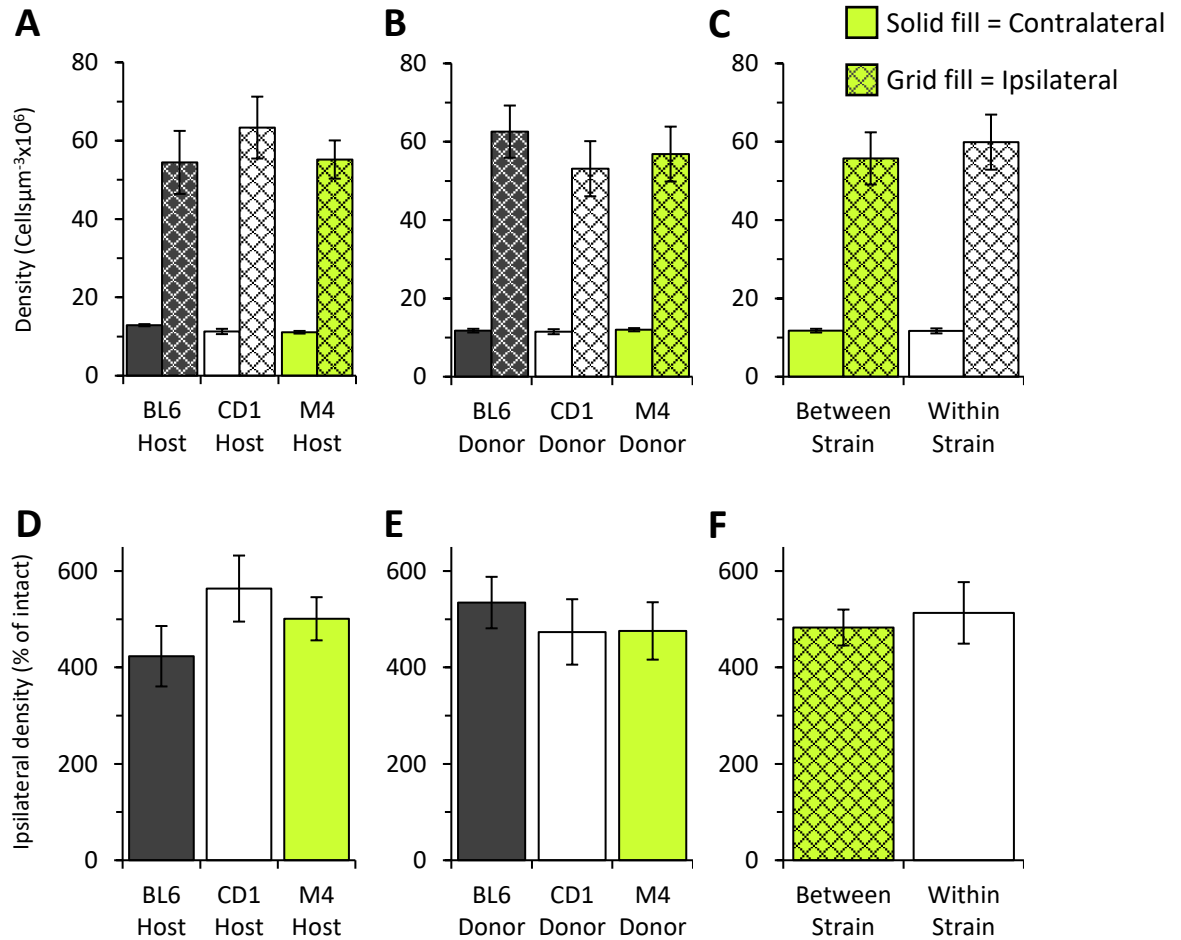 A
B
C
Solid fill = Contralateral
Grid fill = Ipsilateral
Density (Cellsµm⁻³x10⁶)
80
60
40
20
0
BL6
Host
CD1
Host
M4
Host
80
60
40
20
0
BL6
Donor
CD1
Donor
M4
Donor
80
60
40
20
0
Between
Strain
Within
Strain
D
E
F
Ipsilateral density (% of intact)
600
400
200
0
BL6
Host
CD1
Host
M4
Host
600
400
200
0
BL6
Donor
CD1
Donor
M4
Donor
600
400
200
0
Between
Strain
Within
Strain